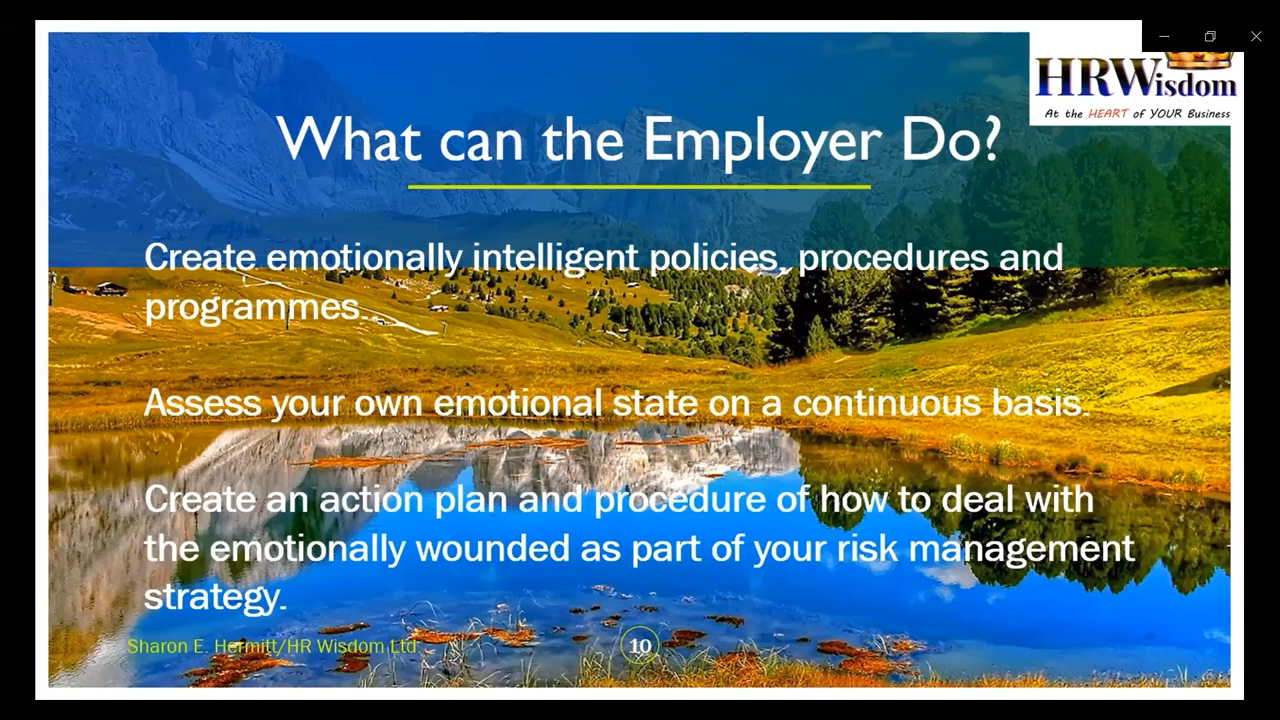 HRWisdom
At the HEART of YOUR Business
What can the Employer Do?
Create emotionally intelligent policies, procedures and
programmes.
Assess your own emotional state on a continuous basis.
Create an action plan and procedure of how to deal with
the emotionally wounded as part of your risk management
strategy.
Sharon E. Hermitt/HR Wisdom Ltd.
10